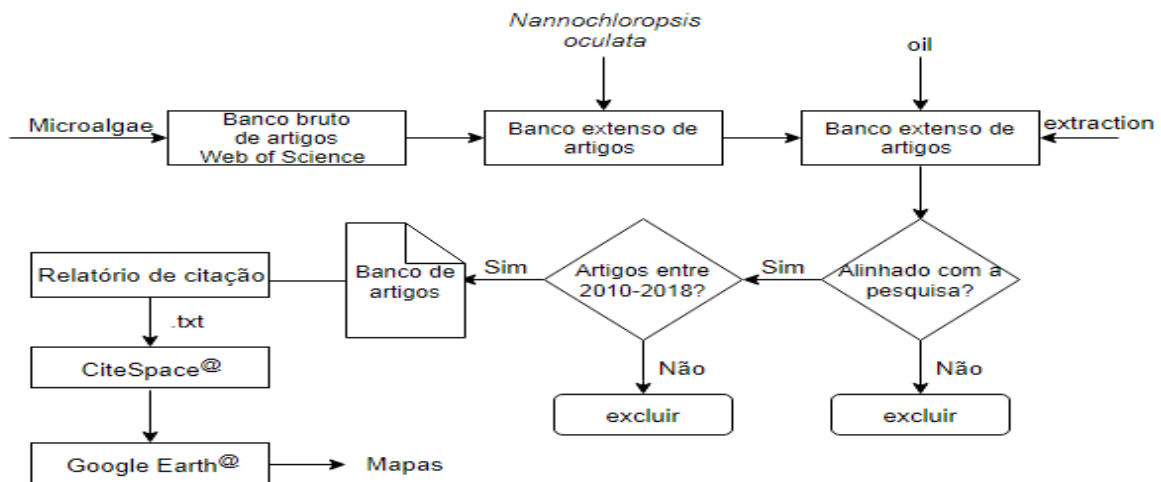 Nannochloropsis
oculata
oil
Microalgae
Banco bruto
de artigos
Web of Science
Banco extenso de
artigos
Banco extenso de
artigos
extraction
Alinhado com a
pesquisa?
Sim
Não
excluir
Artigos entre
2010-2018?
Sim
Não
excluir
Banco de
artigos
Relatório de citação
.txt
CiteSpace@
Google Earth@
Mapas